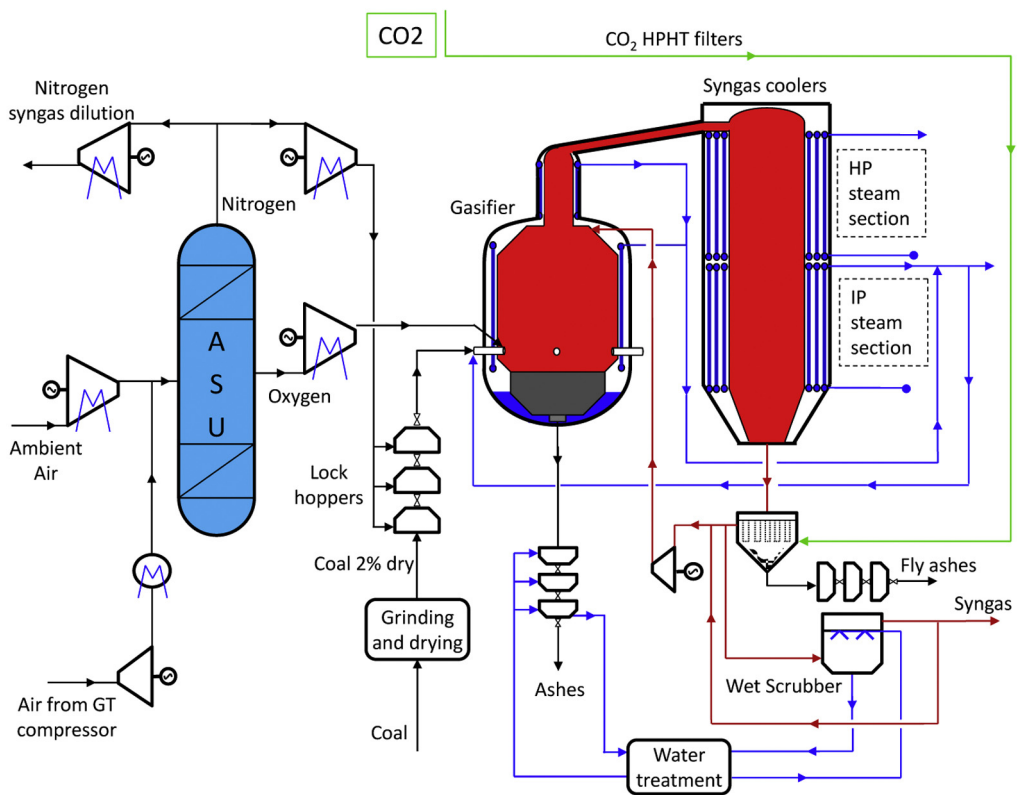 CO2
CO₂ HPHT filters
Nitrogen
syngas dilution
Syngas coolers
HP
steam
section
Gasifier
Nitrogen
IP
steam
section
A
S
U
Oxygen
Ambient
Air
Lock
hoppers
Coal 2% dry
Fly ashes
Grinding
and drying
Syngas
Ashes
Wet Scrubber
Air from GT
compressor
Coal
Water
treatment